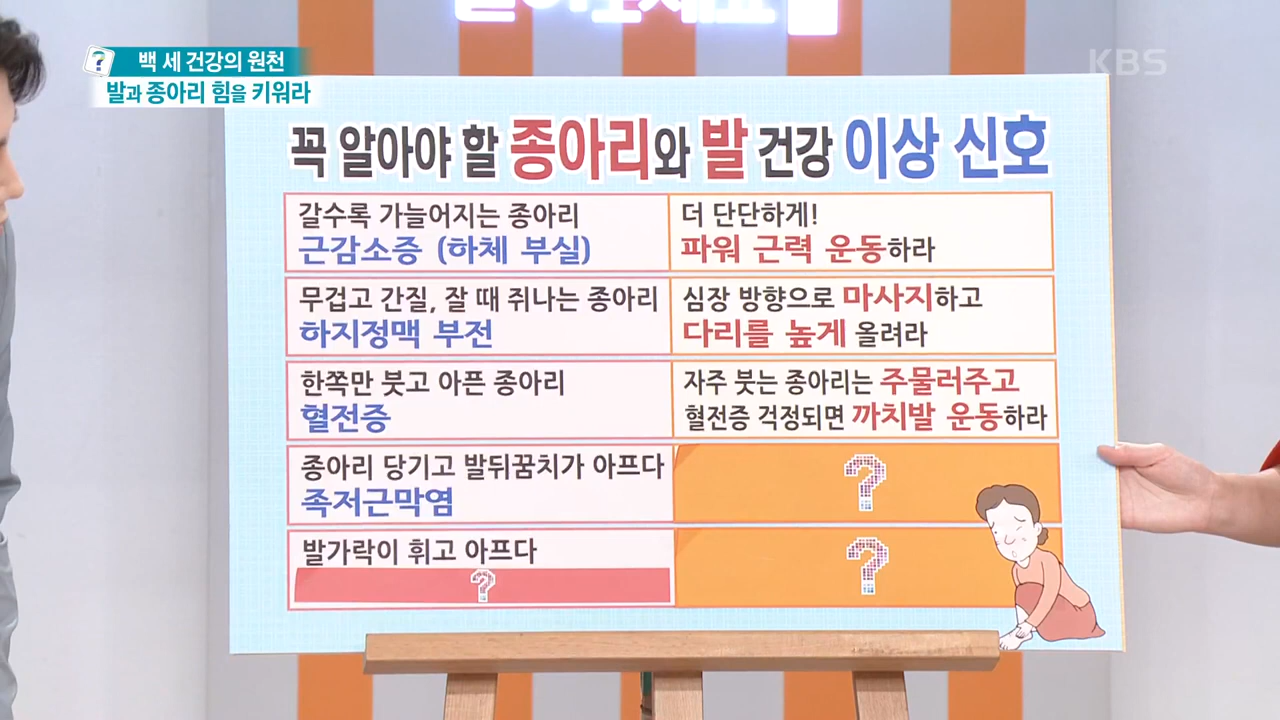 백 세 건강의 원천
발과 종아리 힘을 키워라
KBS
꼭 알아야 할 종아리와 발 건강 이상 신호
갈수록 가늘어지는 종아리
근감소증 (하체 부실)
더 단단하게!
파워 근력 운동하라
무겁고 간질, 잘 때 쥐나는 종아리
하지정맥 부전
심장 방향으로 마사지하고
다리를 높게 올려라
한쪽만 붓고 아픈 종아리
혈전증
자주 붓는 종아리는 주물러주고
혈전증 걱정되면 까치발 운동하라
종아리 당기고 발뒤꿈치가 아프다
족저근막염
?
발가락이 휘고 아프다
?
?